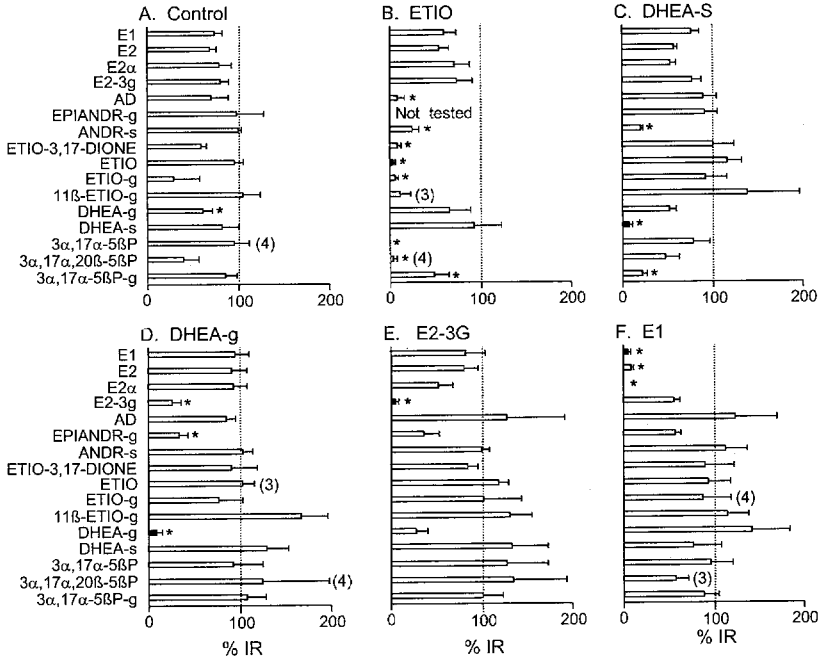 A. Control
B. ETIO
C. DHEA-S
E1
E2
E2α
E2-3g
AD
EPIANDR-g
ANDR-s
ETIO-3,17-DIONE
ETIO
ETIO-g
11ß-ETIO-g
DHEA-g
DHEA-s
3α,17α-5ßP
3α,17α,20ß-5ßP
3α,17α-5ßP-g
*
(4)
0
100
200
*
Not tested
*
*
*
*
(3)
*
* (4)
*
0
100
200
*
*
*
0
100
200
D. DHEA-g
E. E2-3G
F. E1
E1
E2
E2α
E2-3g
AD
EPIANDR-g
ANDR-s
ETIO-3,17-DIONE
ETIO
ETIO-g
11ß-ETIO-g
DHEA-g
DHEA-s
3α,17α-5ßP
3α,17α,20ß-5ßP
3α,17α-5ßP-g
*
*
(3)
*
(4)
0
100
200
% IR
*
0
100
200
% IR
*
*
*
(4)
(3)
0
100
200
% IR